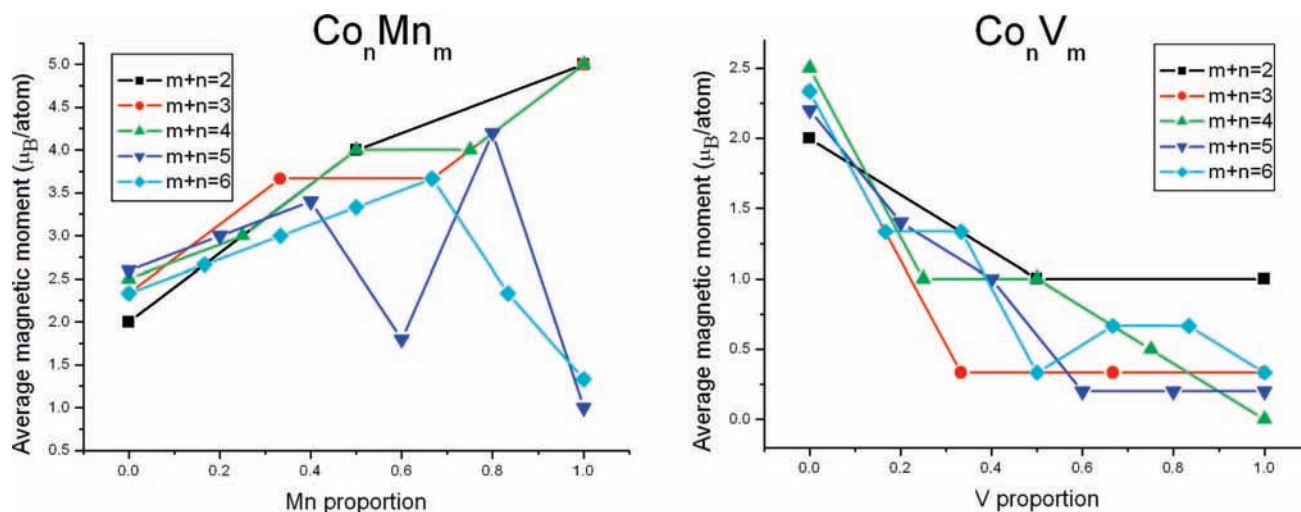 Co_nMn_m
Average magnetic moment (μ_B/atom)
5.0
4.5
4.0
3.5
3.0
2.5
2.0
1.5
1.0
0.5
m+n=2
m+n=3
m+n=4
m+n=5
m+n=6
0.0 0.2 0.4 0.6 0.8 1.0
Mn proportion
Co_nV_m
Average magnetic moment (μ_B/atom)
2.5
2.0
1.5
1.0
0.5
0.0
m+n=2
m+n=3
m+n=4
m+n=5
m+n=6
0.0 0.2 0.4 0.6 0.8 1.0
V proportion